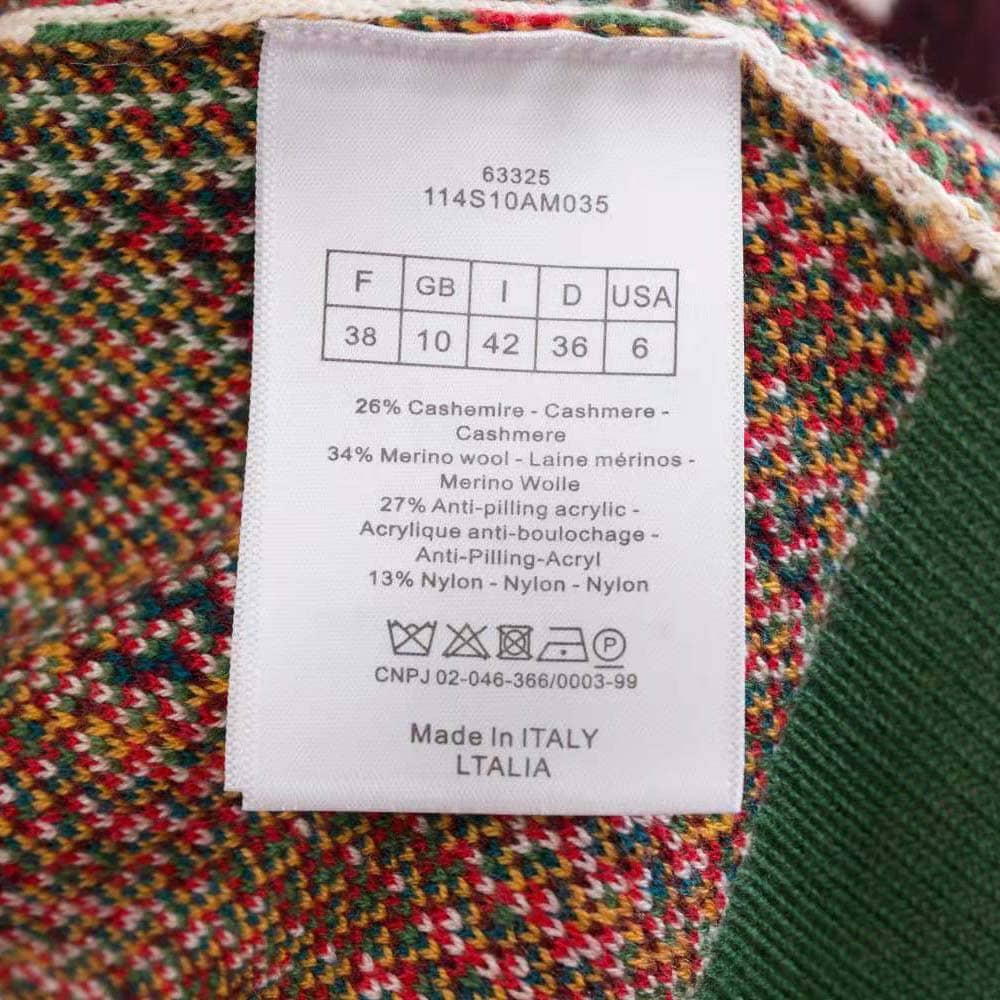 63325
114S10AM035
F GB I D USA
38 10 42 36 6
26% Cashemire - Cashmere -
Cashmere
34% Merino wool - Laine mérinos -
Merino Wolle
27% Anti-pilling acrylic -
Acrylique anti-boulochage -
Anti-Pilling-Acryl
13% Nylon - Nylon - Nylon
P
CNPJ 02-046-366/0003-99
Made In ITALY
LTALIA